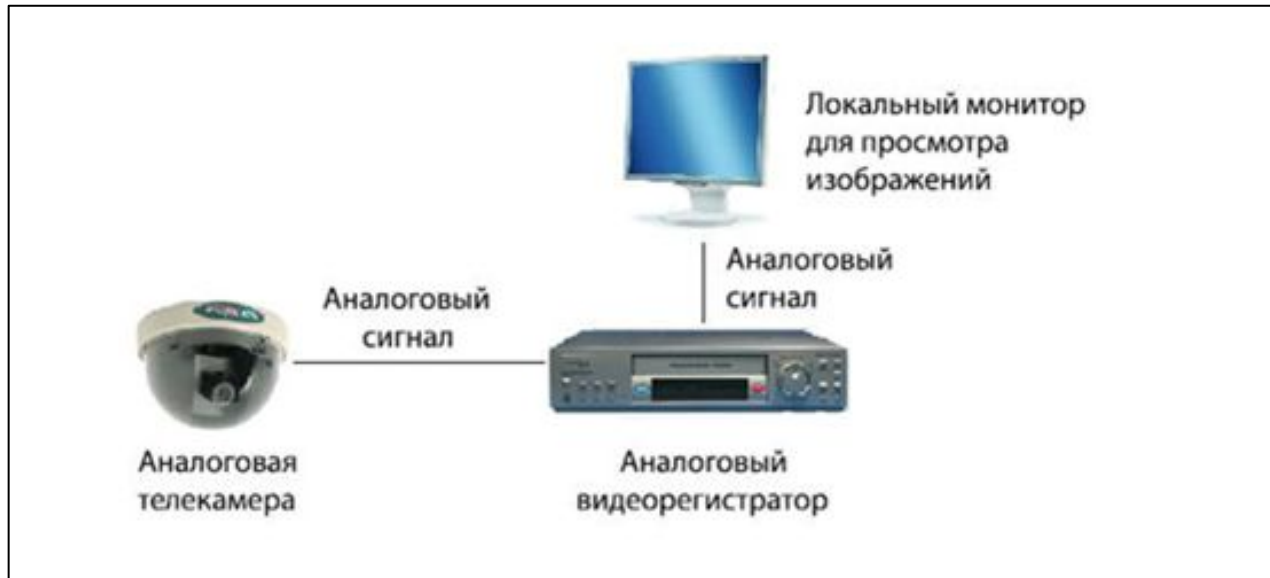 Локальный монитор
для просмотра
изображений
Аналоговый
сигнал
Аналоговый
сигнал
Аналоговая
телекамера
Аналоговый
видеорегистратор